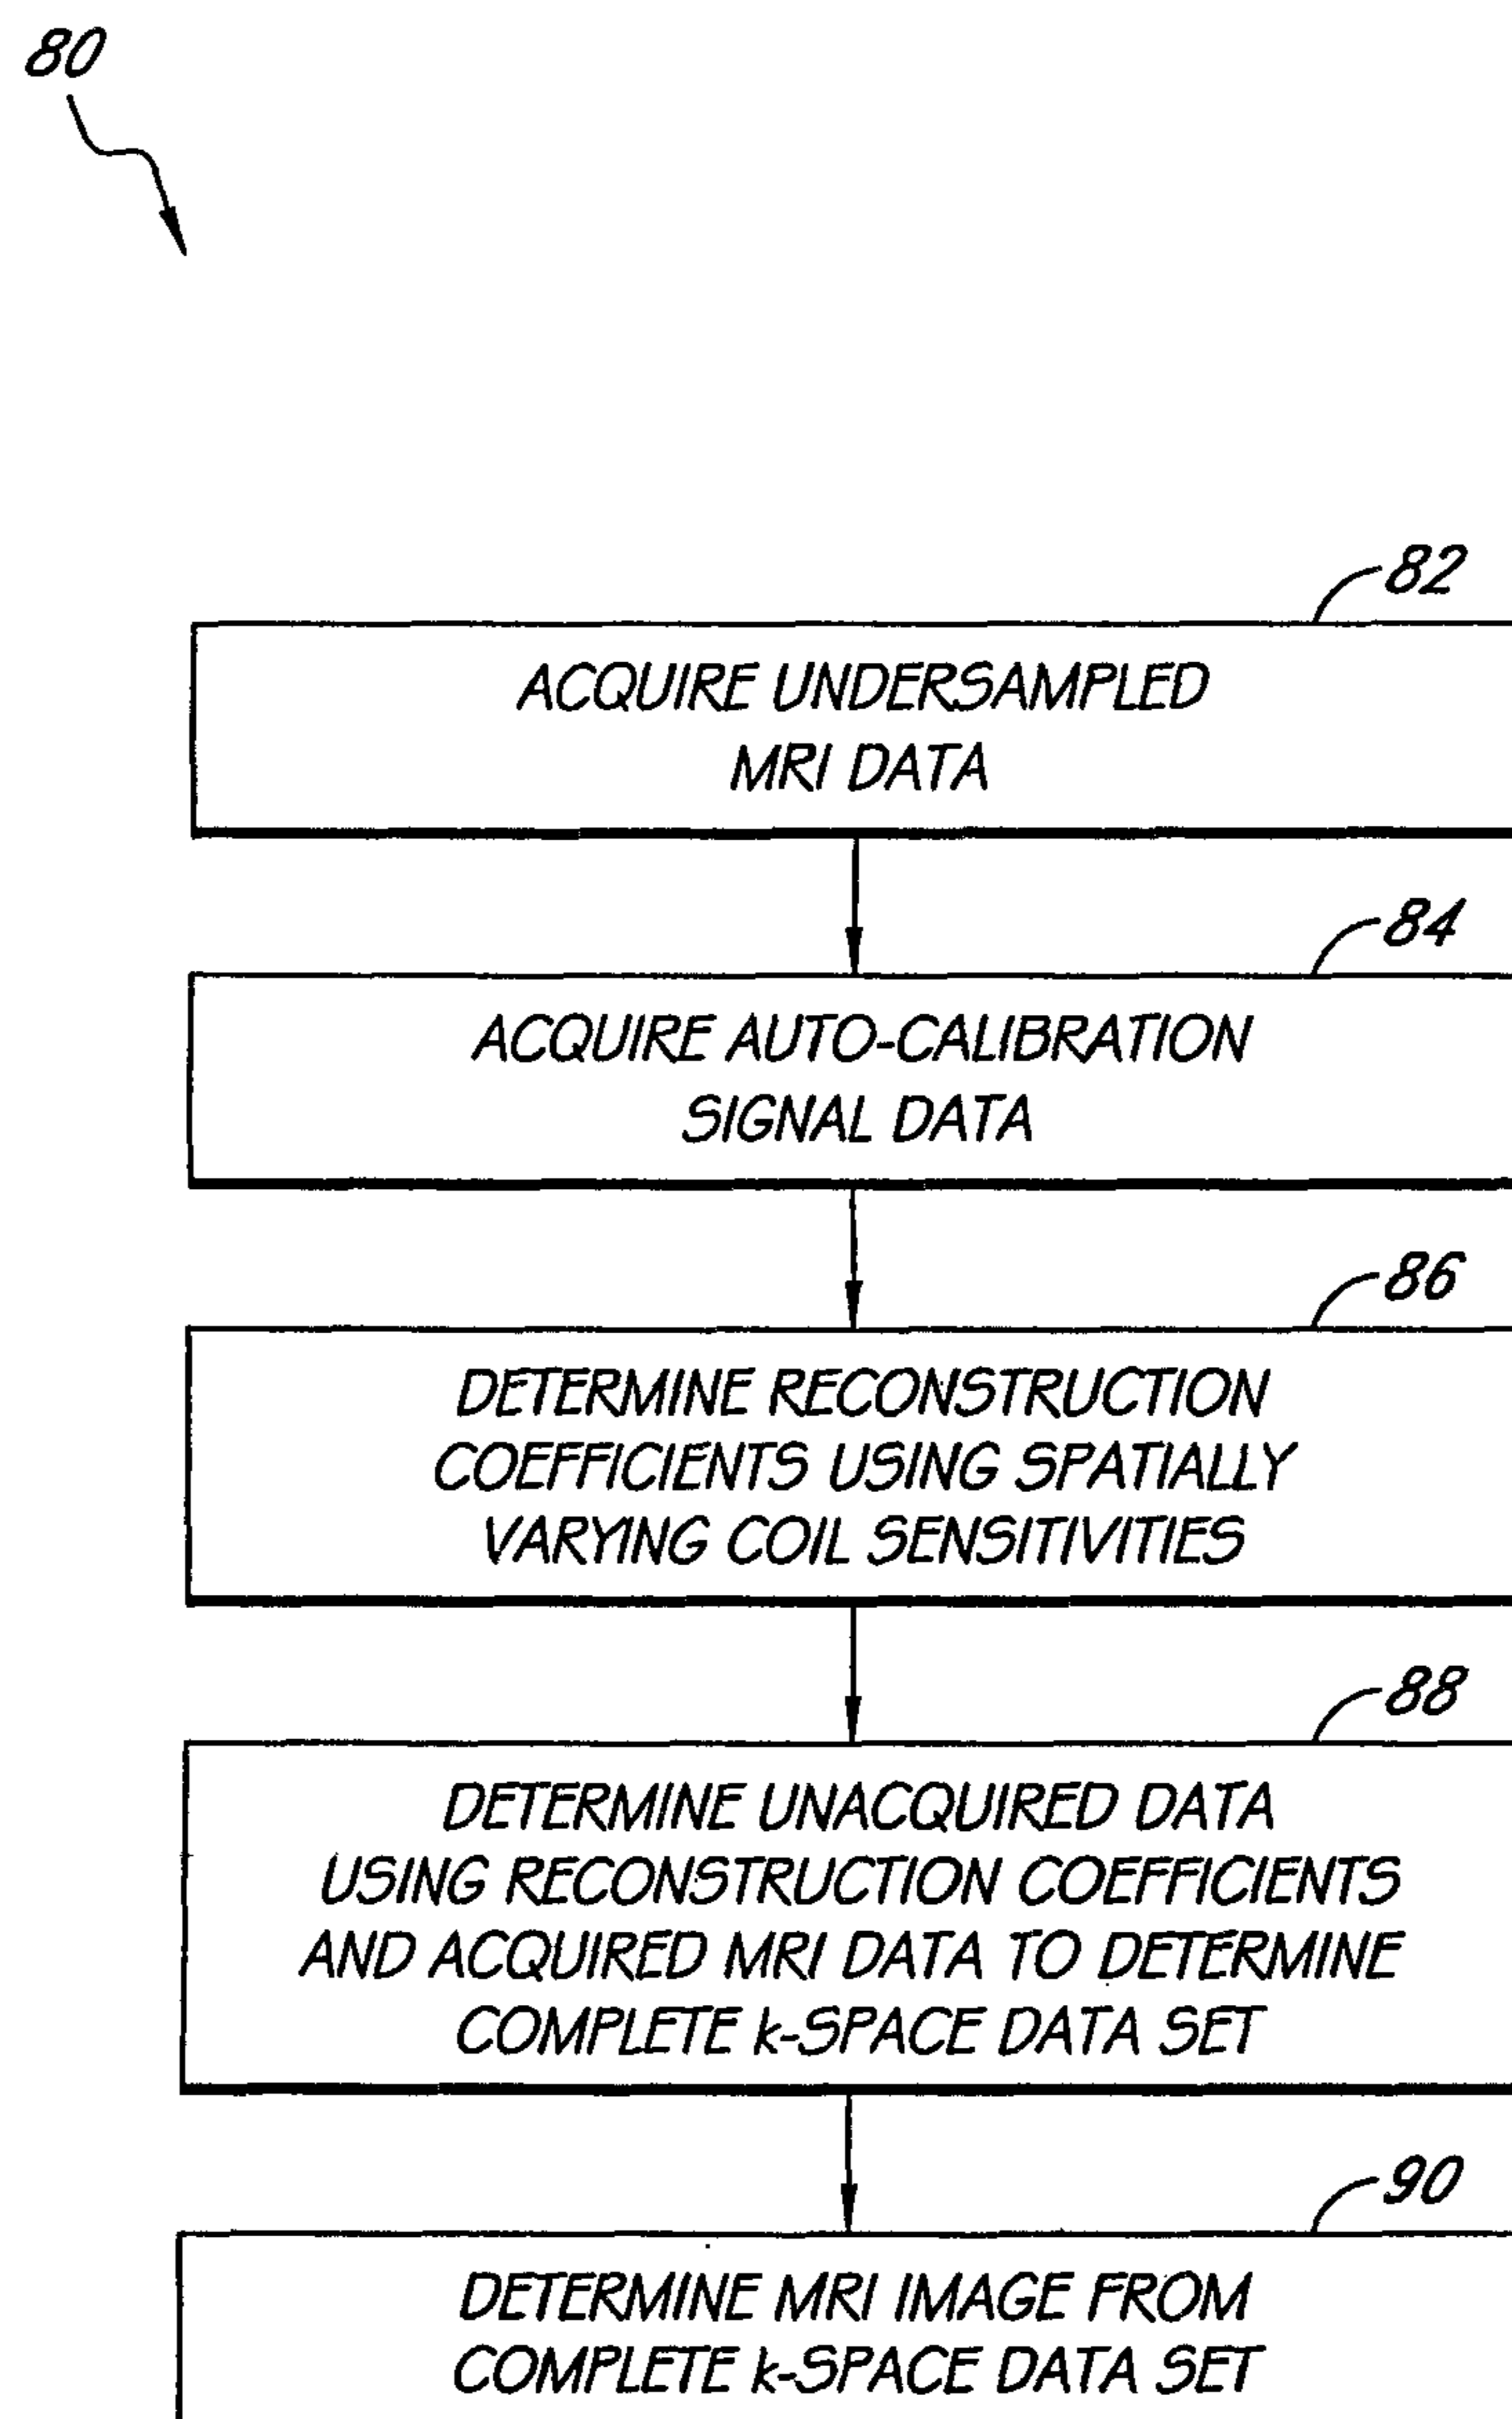 80
82
ACQUIRE UNDERSAMPLED
MRI DATA
84
ACQUIRE AUTO-CALIBRATION
SIGNAL DATA
86
DETERMINE RECONSTRUCTION
COEFFICIENTS USING SPATIALLY
VARYING COIL SENSITIVITIES
88
DETERMINE UNACQUIRED DATA
USING RECONSTRUCTION COEFFICIENTS
AND ACQUIRED MRI DATA TO DETERMINE
COMPLETE k-SPACE DATA SET
90
DETERMINE MRI IMAGE FROM
COMPLETE k-SPACE DATA SET